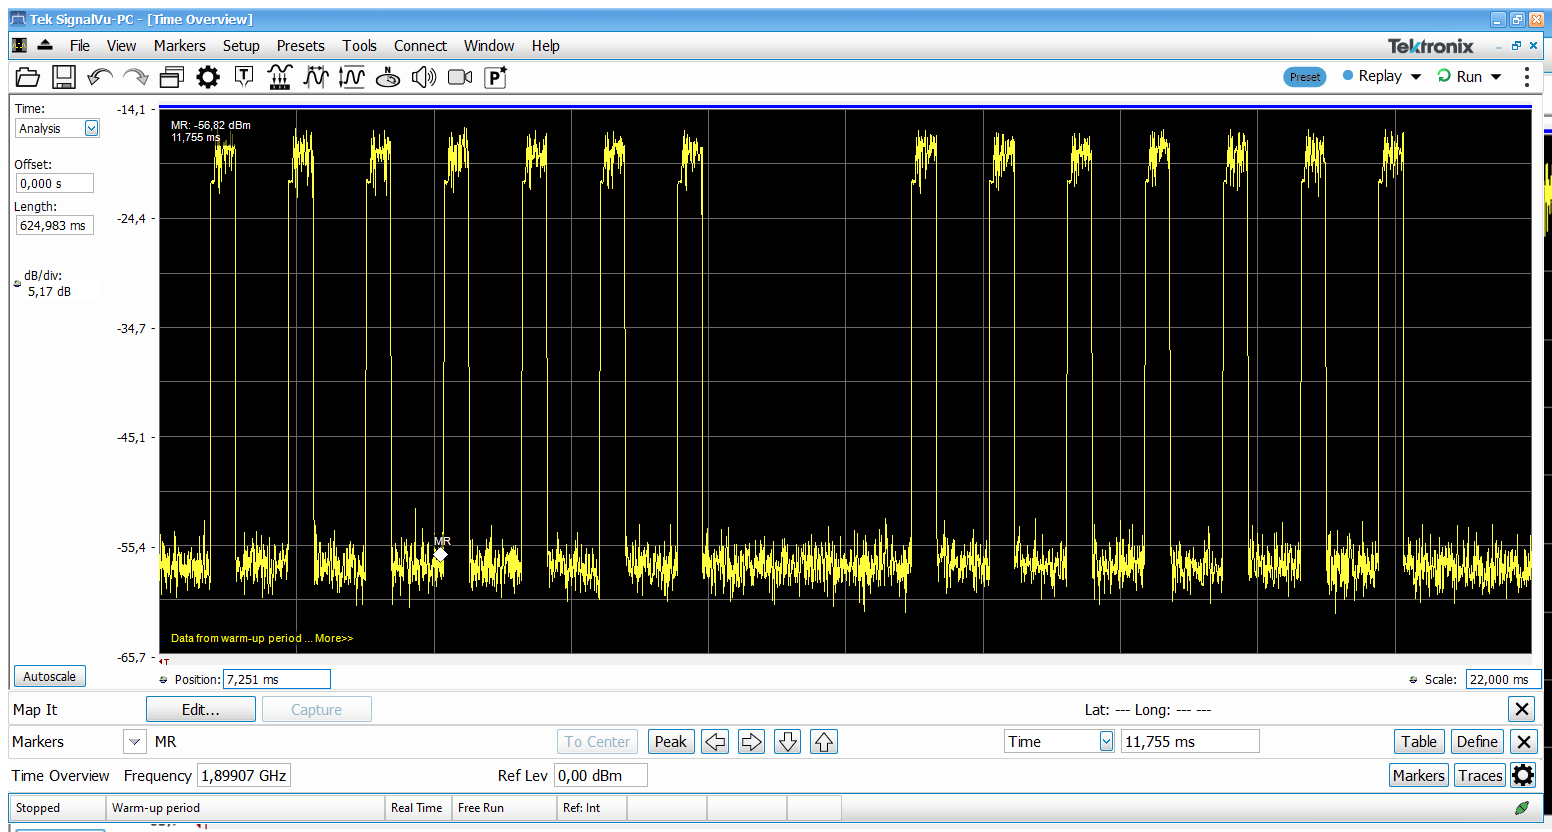 Tek SignalVu-PC - [Time Overview]
File View Markers Setup Presets Tools Connect Window Help
Tektronix
Preset Replay Run
Time:
Analysis
Offset:
0,000 s
Length:
624,983 ms
dB/div:
5,17 dB
-14,1
-24,4
-34,7
-45,1
-55,4
-65,7
MR: -56,82 dBm
11,755 ms
MR
Data from warm-up period ... More>>
T
Autoscale
Position: 7,251 ms
Scale: 22,000 ms
Map It Edit... Capture Lat: --- Long: --- ---
Markers MR To Center Peak Time 11,755 ms Table Define
Time Overview Frequency 1,89907 GHz Ref Lev 0,00 dBm Markers Traces
Stopped Warm-up period Real Time Free Run Ref: Int